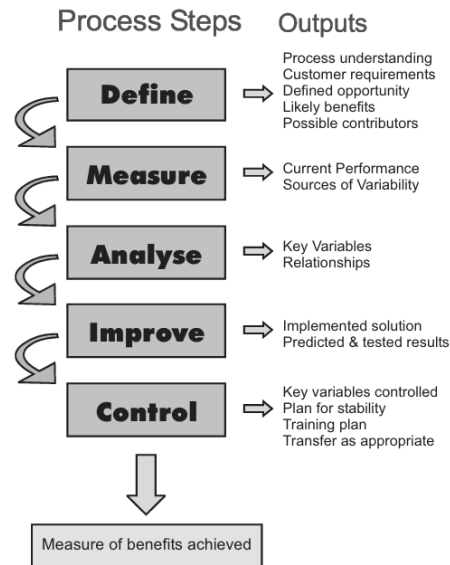 Process Steps
Outputs
Define
Process understanding
Customer requirements
Defined opportunity
Likely benefits
Possible contributors
Measure
Current Performance
Sources of Variability
Analyse
Key Variables
Relationships
Improve
Implemented solution
Predicted & tested results
Control
Key variables controlled
Plan for stability
Training plan
Transfer as appropriate
Measure of benefits achieved